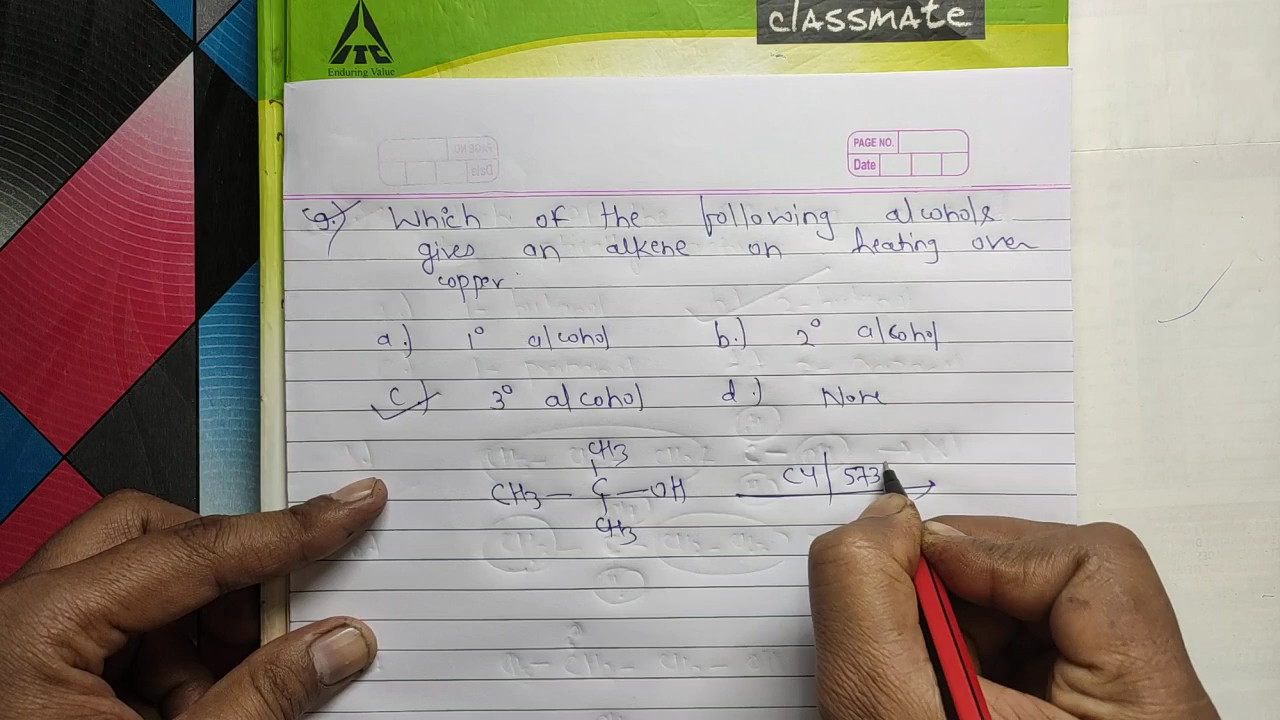 classmate
ITC
Enduring Value
PAGE NO.
Date
Q.) Which of the following alcohols
gives an alkene on heating over
copper.
a.) 1° alcohol b.) 2° alcohol
c.) 3° alcohol d.) None
CH3
CH3 — C — OH Cu/573
CH3